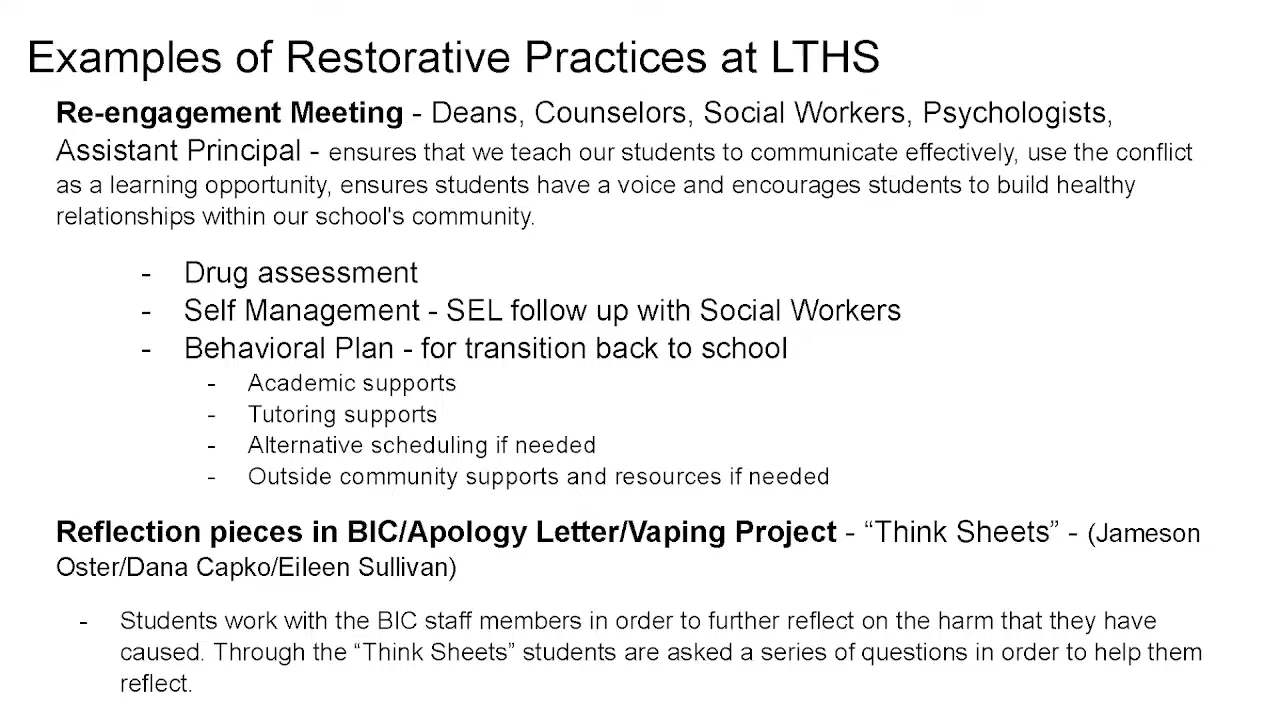 Examples of Restorative Practices at LTHS
Re-engagement Meeting - Deans, Counselors, Social Workers, Psychologists,
Assistant Principal - ensures that we teach our students to communicate effectively, use the conflict
as a learning opportunity, ensures students have a voice and encourages students to build healthy
relationships within our school's community.
- Drug assessment
- Self Management - SEL follow up with Social Workers
- Behavioral Plan - for transition back to school
- Academic supports
- Tutoring supports
- Alternative scheduling if needed
- Outside community supports and resources if needed
Reflection pieces in BIC/Apology Letter/Vaping Project - “Think Sheets” - (Jameson
Oster/Dana Capko/Eileen Sullivan)
- Students work with the BIC staff members in order to further reflect on the harm that they have
caused. Through the “Think Sheets” students are asked a series of questions in order to help them
reflect.